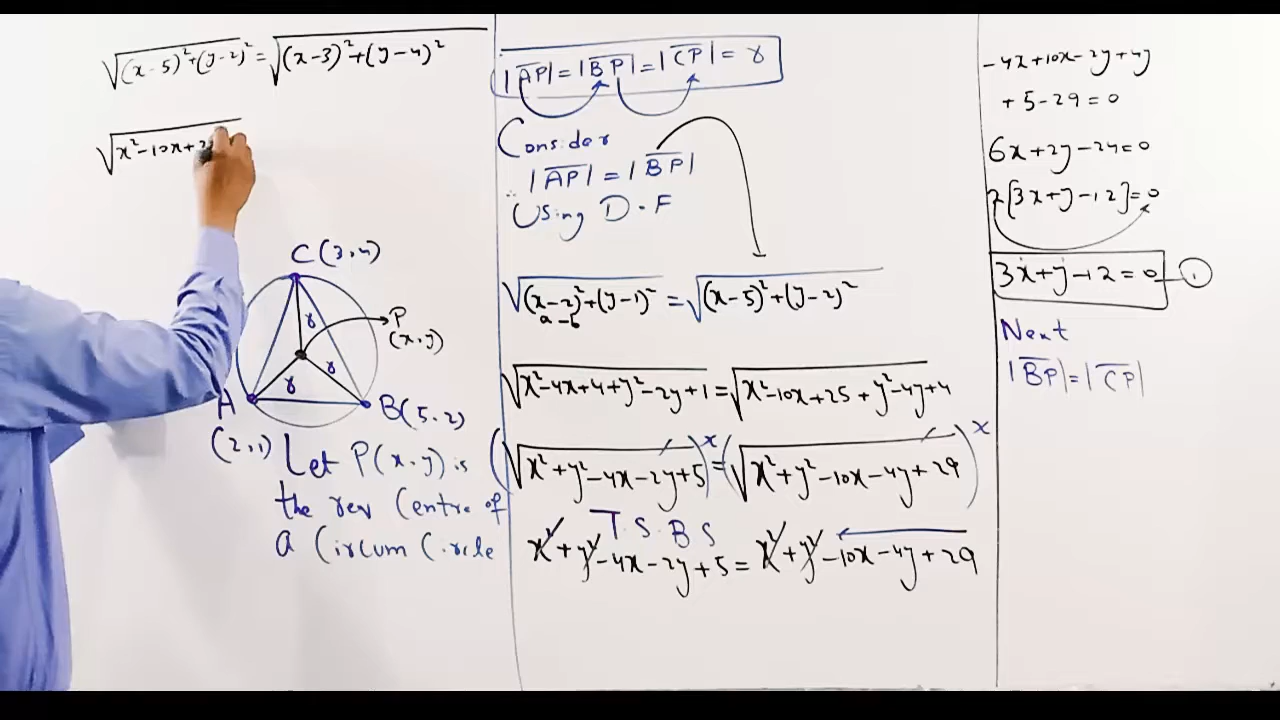 √(x-5)²+(y-2)² = √(x-3)²+(y-4)²
√x²-10x+2
C(3,4)
r
P
(x,y)
r
r
A
B(5.2)
(2,1)
Let P(x.y) is
the rev Centre of
a Circum Circle
|AP|=|BP|=|CP|=r
Consider
|AP|=|BP|
Using D.F
√(x-2)²+(y-1)² = √(x-5)²+(y-2)²
a-b
√x²-4x+4+y²-2y+1 = √x²-10x+25+y²-4y+4
(√x²+y²-4x-2y+5)² = (√x²+y²-10x-4y+29)²
T.S.B.S
x²+y²-4x-2y+5 = x²+y²-10x-4y+29
-4x+10x-2y+4y
+5-29=0
6x+2y-24=0
2[3x+y-12]=0
3x+y-12=0 - 1
Next
|BP|=|CP|